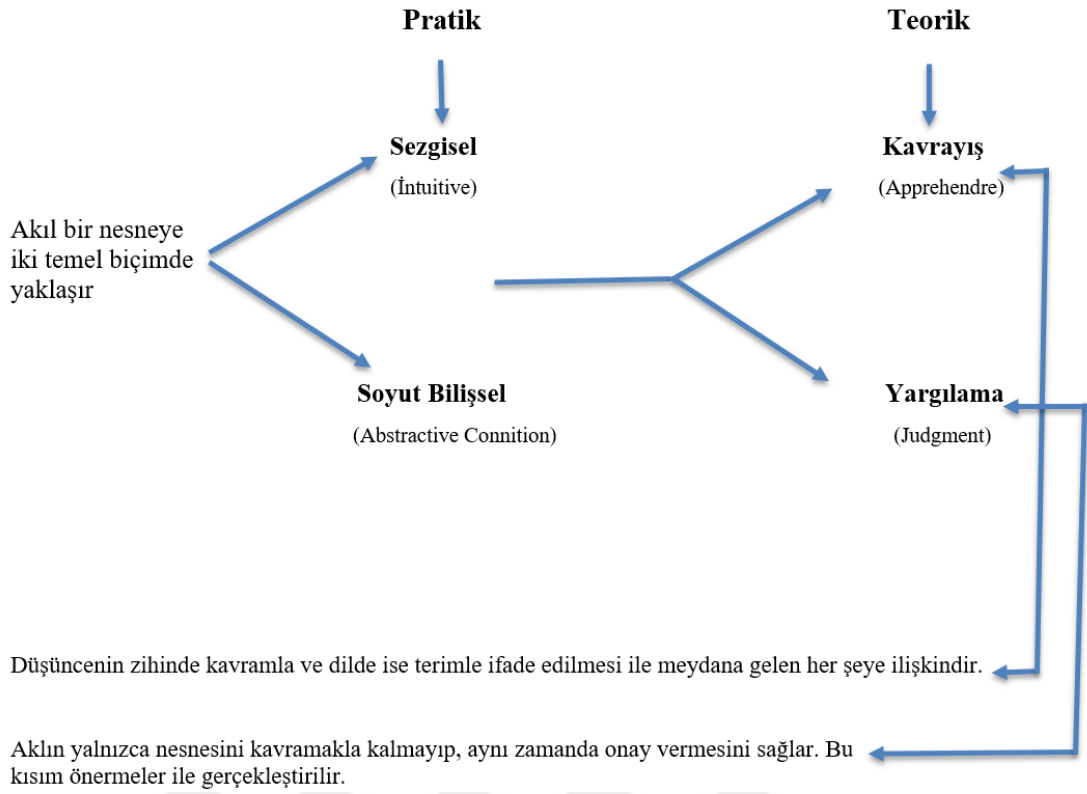 Pratik
Teorik
Sezgisel
(İntuitive)
Kavrayış
(Apprehendre)
Akıl bir nesneye
iki temel biçimde
yaklaşır
Soyut Bilişsel
(Abstractive Connition)
Yargılama
(Judgment)
Düşüncenin zihinde kavramla ve dilde ise terimle ifade edilmesi ile meydana gelen her şeye ilişkindir.
Aklın yalnızca nesnesini kavramakla kalmayıp, aynı zamanda onay vermesini sağlar. Bu
kısım önermeler ile gerçekleştirilir.